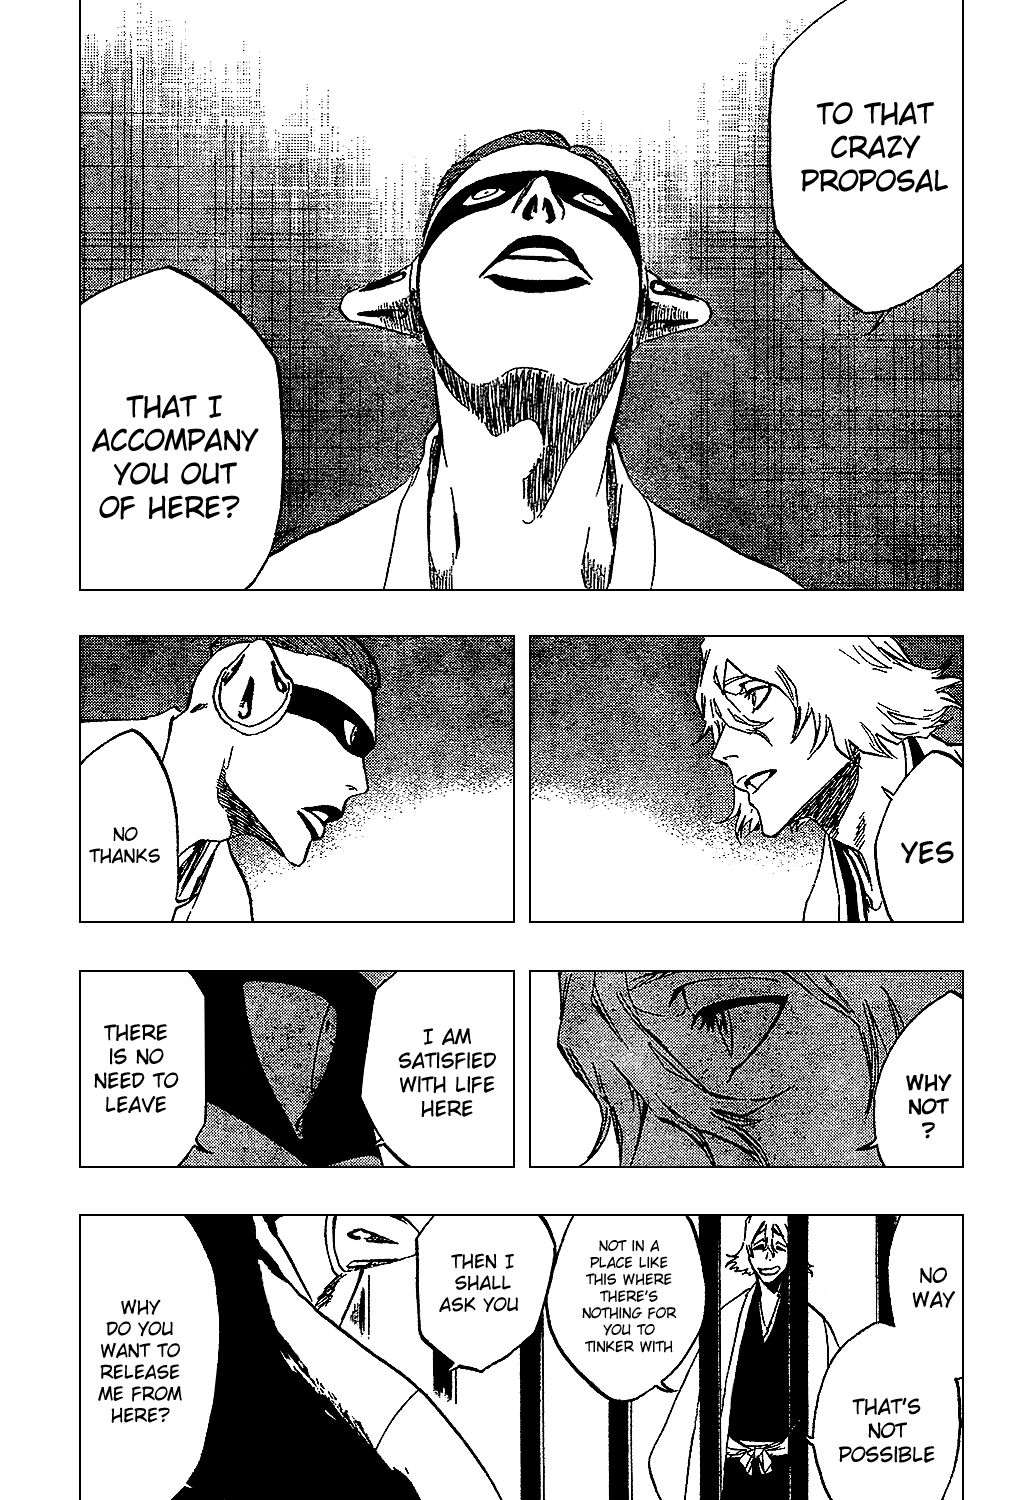 TO THAT
CRAZY
PROPOSAL
THAT I
ACCOMPANY
YOU OUT
OF HERE?
YES
NO
THANKS
WHY
NOT
?
I AM
SATISFIED
WITH LIFE
HERE
THERE
IS NO
NEED TO
LEAVE
NO
WAY
THAT'S
NOT
POSSIBLE
NOT IN A
PLACE LIKE
THIS WHERE
THERE'S
NOTHING FOR
YOU TO
TINKER WITH
THEN I
SHALL
ASK YOU
WHY
DO YOU
WANT TO
RELEASE
ME FROM
HERE?